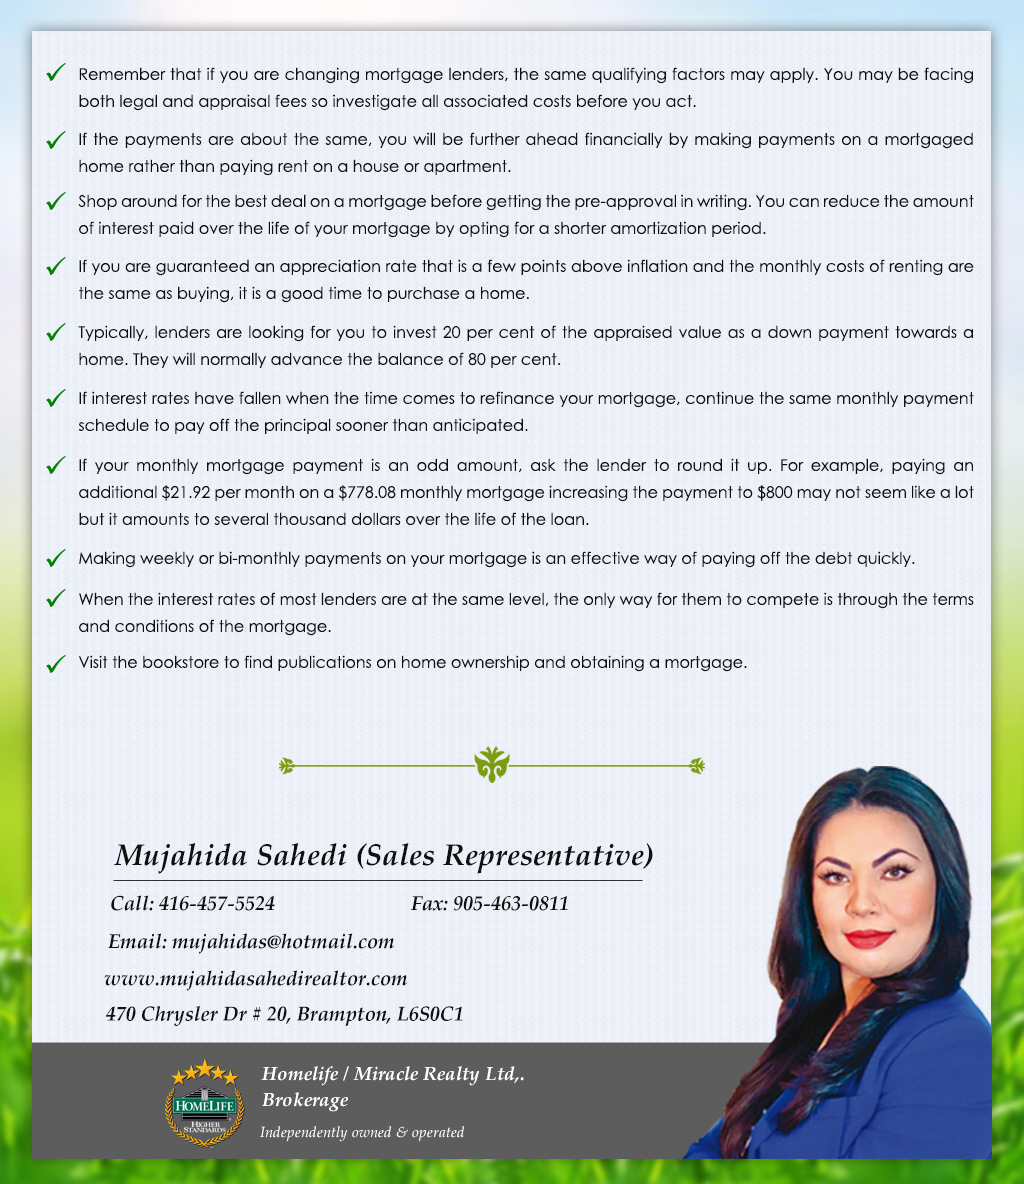 Remember that if you are changing mortgage lenders, the same qualifying factors may apply. You may be facing
both legal and appraisal fees so investigate all associated costs before you act.
If the payments are about the same, you will be further ahead financially by making payments on a mortgaged
home rather than paying rent on a house or apartment.
Shop around for the best deal on a mortgage before getting the pre-approval in writing. You can reduce the amount
of interest paid over the life of your mortgage by opting for a shorter amortization period.
If you are guaranteed an appreciation rate that is a few points above inflation and the monthly costs of renting are
the same as buying, it is a good time to purchase a home.
Typically, lenders are looking for you to invest 20 per cent of the appraised value as a down payment towards a
home. They will normally advance the balance of 80 per cent.
If interest rates have fallen when the time comes to refinance your mortgage, continue the same monthly payment
schedule to pay off the principal sooner than anticipated.
If your monthly mortgage payment is an odd amount, ask the lender to round it up. For example, paying an
additional $21.92 per month on a $778.08 monthly mortgage increasing the payment to $800 may not seem like a lot
but it amounts to several thousand dollars over the life of the loan.
Making weekly or bi-monthly payments on your mortgage is an effective way of paying off the debt quickly.
When the interest rates of most lenders are at the same level, the only way for them to compete is through the terms
and conditions of the mortgage.
Visit the bookstore to find publications on home ownership and obtaining a mortgage.
Mujahida Sahedi (Sales Representative)
Call: 416-457-5524 Fax: 905-463-0811
Email: mujahidas@hotmail.com
www.mujahidasahedirealtor.com
470 Chrysler Dr # 20, Brampton, L6S0C1
Homelife / Miracle Realty Ltd,.
Brokerage
Independently owned & operated
HOMELIFE
HIGHER
STANDARDS